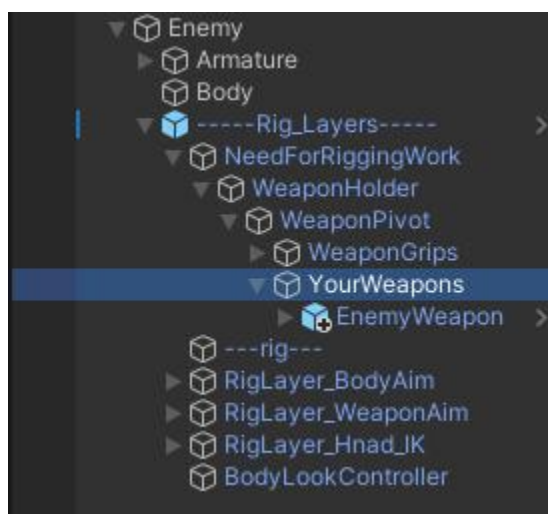 Enemy
Armature
Body
-----Rig_Layers-----
NeedForRiggingWork
WeaponHolder
WeaponPivot
WeaponGrips
YourWeapons
EnemyWeapon
---rig---
RigLayer_BodyAim
RigLayer_WeaponAim
RigLayer_Hnad_IK
BodyLookController